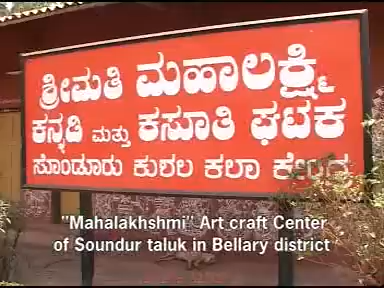 ಶ್ರೀಮತಿ ಮಹಾಲಕ್ಷ್ಮಿ
ಕನ್ನಡಿ ಮತ್ತು ಕಸೂತಿ ಘಟಕ
ಸೊಂಡೂರು ಕುಶಲ ಕಲಾ ಕೇಂದ್ರ
"Mahalakhshmi" Art craft Center
of Soundur taluk in Bellary district